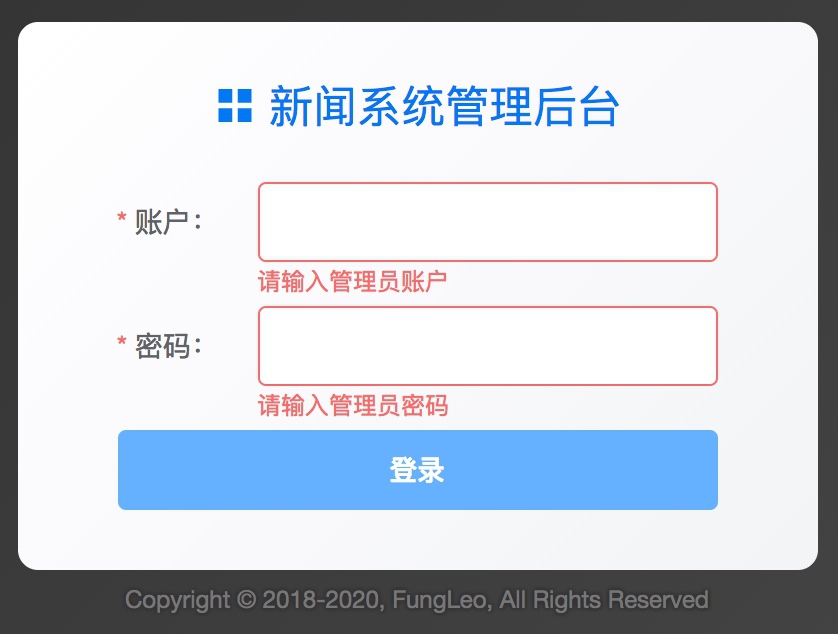 新闻系统管理后台
* 账户：
请输入管理员账户
* 密码：
请输入管理员密码
登录
Copyright © 2018-2020, FungLeo, All Rights Reserved